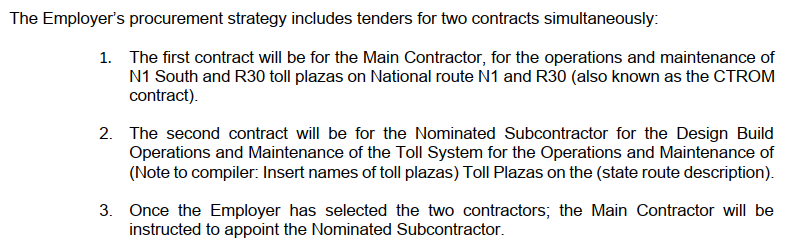 The Employer's procurement strategy includes tenders for two contracts simultaneously:
1. The first contract will be for the Main Contractor, for the operations and maintenance of
N1 South and R30 toll plazas on National route N1 and R30 (also known as the CTROM
contract).
2. The second contract will be for the Nominated Subcontractor for the Design Build
Operations and Maintenance of the Toll System for the Operations and Maintenance of
(Note to compiler: Insert names of toll plazas) Toll Plazas on the (state route description).
3. Once the Employer has selected the two contractors; the Main Contractor will be
instructed to appoint the Nominated Subcontractor.